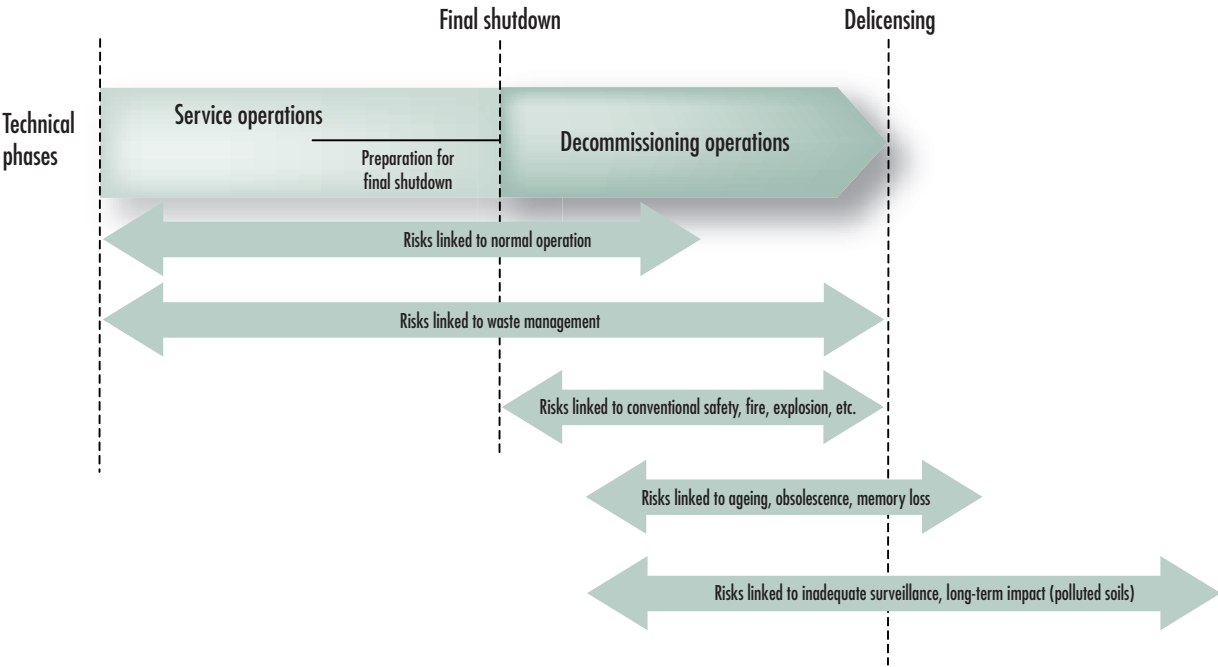 Final shutdown
Delicensing
Technical
phases
Service operations
Preparation for
final shutdown
Decommissioning operations
Risks linked to normal operation
Risks linked to waste management
Risks linked to conventional safety, fire, explosion, etc.
Risks linked to ageing, obsolescence, memory loss
Risks linked to inadequate surveillance, long-term impact (polluted soils)